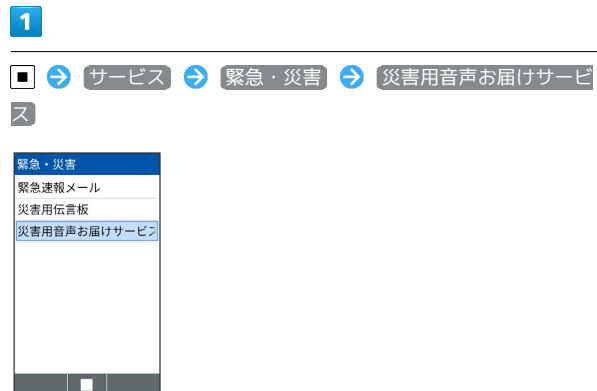 1
サービス 緊急・災害 災害用音声お届けサービ
ス
緊急・災害
緊急速報メール
災害用伝言板
災害用音声お届けサービス